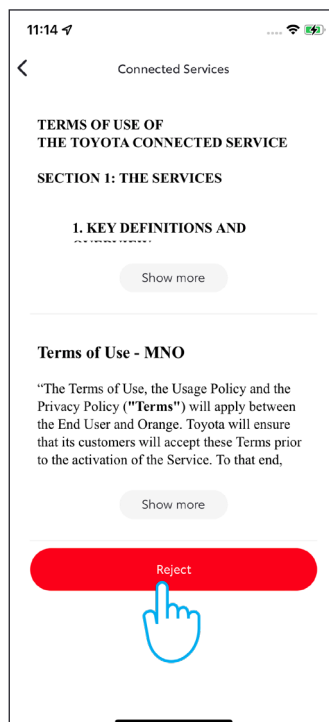 11:14
Connected Services
TERMS OF USE OF
THE TOYOTA CONNECTED SERVICE
SECTION 1: THE SERVICES
1. KEY DEFINITIONS AND
Show more
Terms of Use - MNO
“The Terms of Use, the Usage Policy and the
Privacy Policy ("Terms") will apply between
the End User and Orange. Toyota will ensure
that its customers will accept these Terms prior
to the activation of the Service. To that end,
Show more
Reject